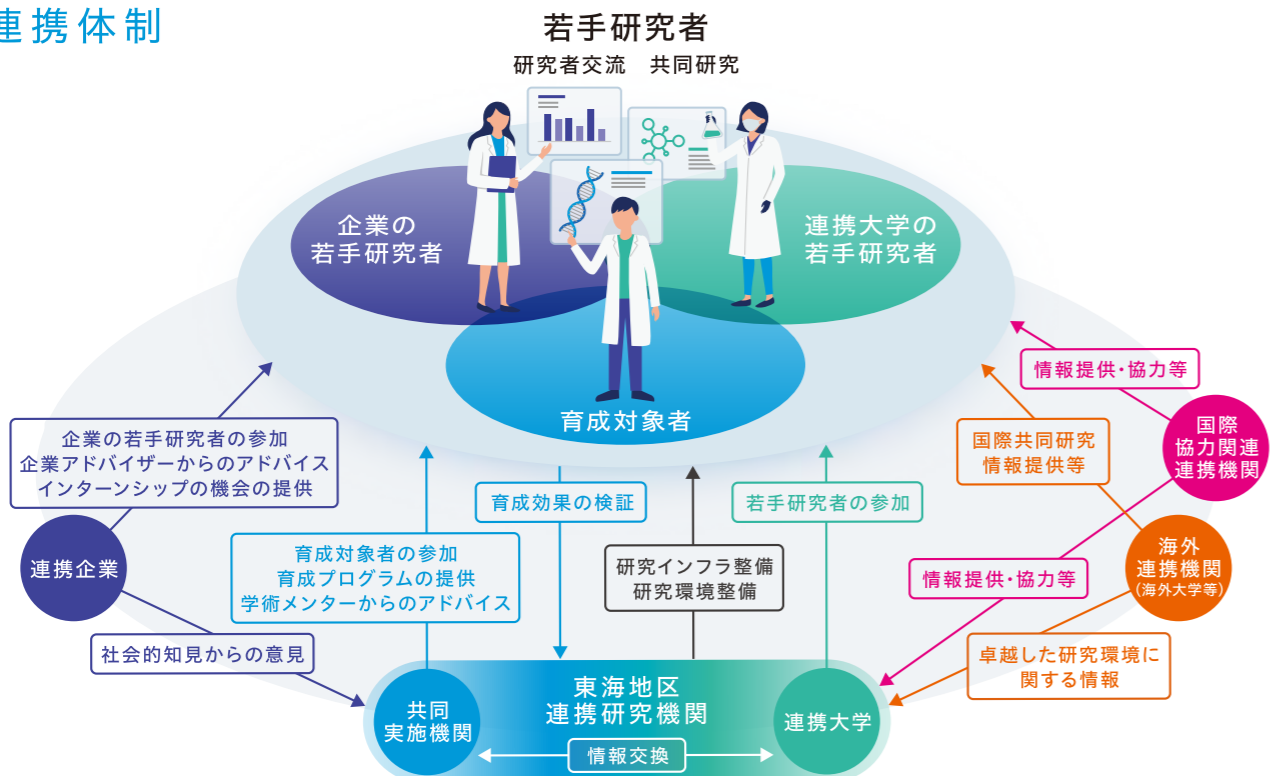 連携体制
若手研究者
研究者交流　共同研究
企業の
若手研究者
連携大学の
若手研究者
育成対象者
情報提供・協力等
国際
協力関連
連携機関
企業の若手研究者の参加
企業アドバイザーからのアドバイス
インターンシップの機会の提供
国際共同研究
情報提供等
育成効果の検証
若手研究者の参加
連携企業
育成対象者の参加
育成プログラムの提供
学術メンターからのアドバイス
研究インフラ整備
研究環境整備
情報提供・協力等
海外
連携機関
(海外大学等)
社会的知見からの意見
卓越した研究環境に
関する情報
共同
実施機関
東海地区
連携研究機関
連携大学
情報交換